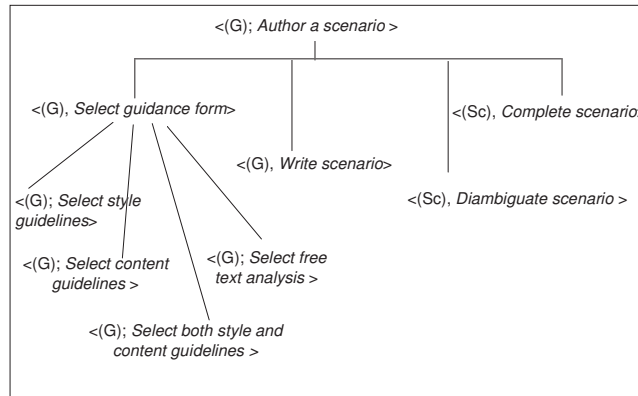 <(G); Author a scenario >
<(G), Select guidance form>
<(Sc), Complete scenario
<(G), Write scenario>
<(G); Select style
guidelines>
<(Sc), Diambiguate scenario >
<(G); Select content
guidelines >
<(G); Select free
text analysis >
<(G); Select both style and
content guidelines >